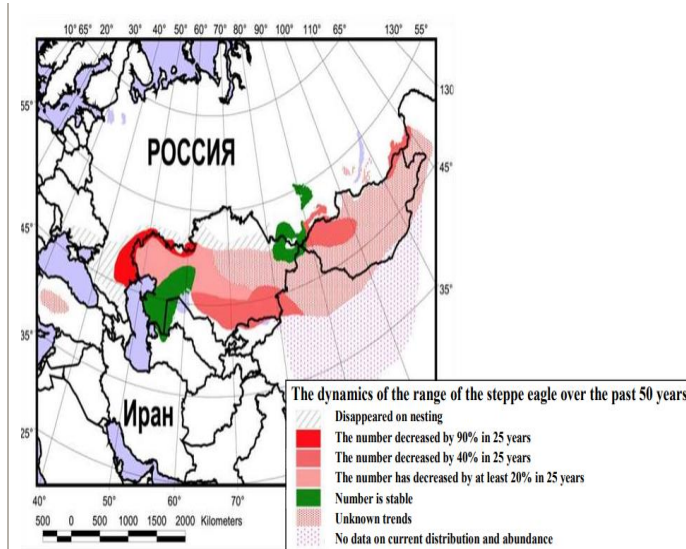 10° 65° 20° 30° 40° 50° 60° 70° 80° 90° 100° 110° 65° 130° 55°
130
55°
45°
45°
35°
35°
25°
РОССИЯ
Иран
40° 50° 60° 70°
500 0 500 1000 1500 2000 Kilometers
The dynamics of the range of the steppe eagle over the past 50 years
Disappeared on nesting
The number decreased by 90% in 25 years
The number decreased by 40% in 25 years
The number has decreased by at least 20% in 25 years
Number is stable
Unknown trends
No data on current distribution and abundance